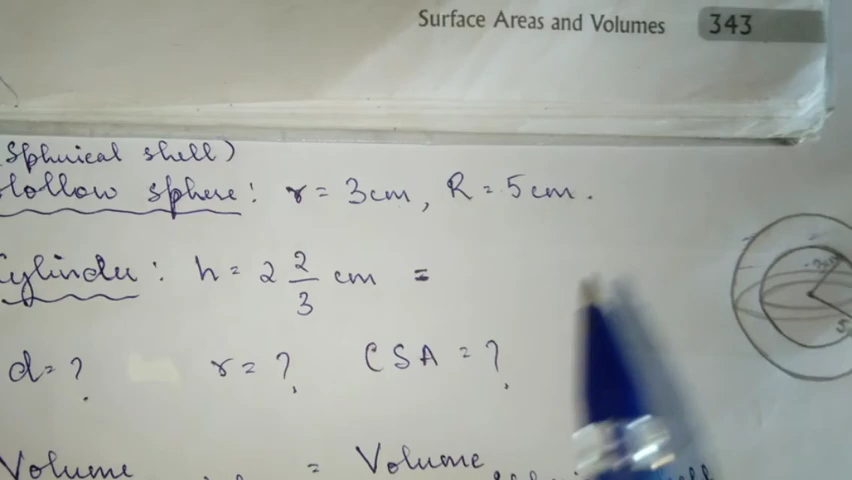 Surface Areas and Volumes 343
Spherical shell)
Hollow sphere: r = 3cm, R = 5cm.
Cylinder: h = 2 2/3 cm =
d = ? r = ? CSA = ?
Volume = Volume